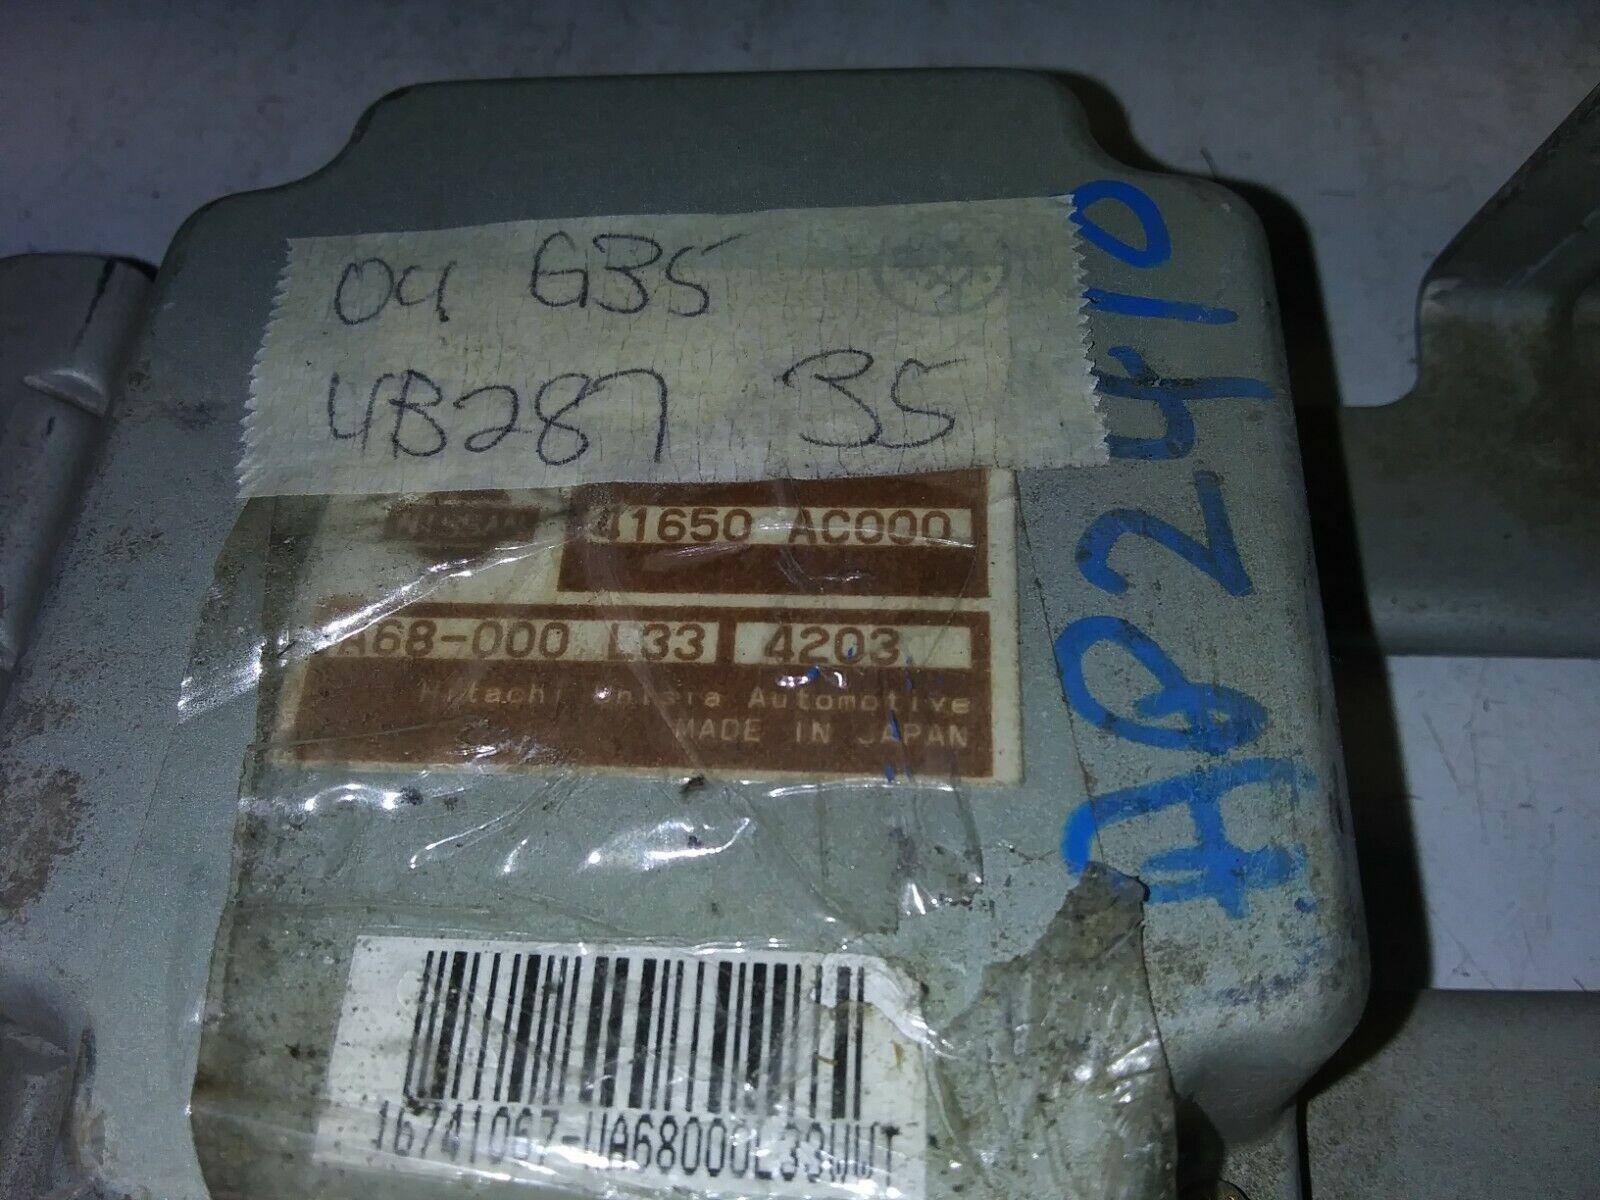 04 G35
4B287 35
NISSAN 41650 AC000
A68-000 L33 4203
Hitachi Unisia Automotive
MADE IN JAPAN
16741067-UA68000L33WWT
AP2410